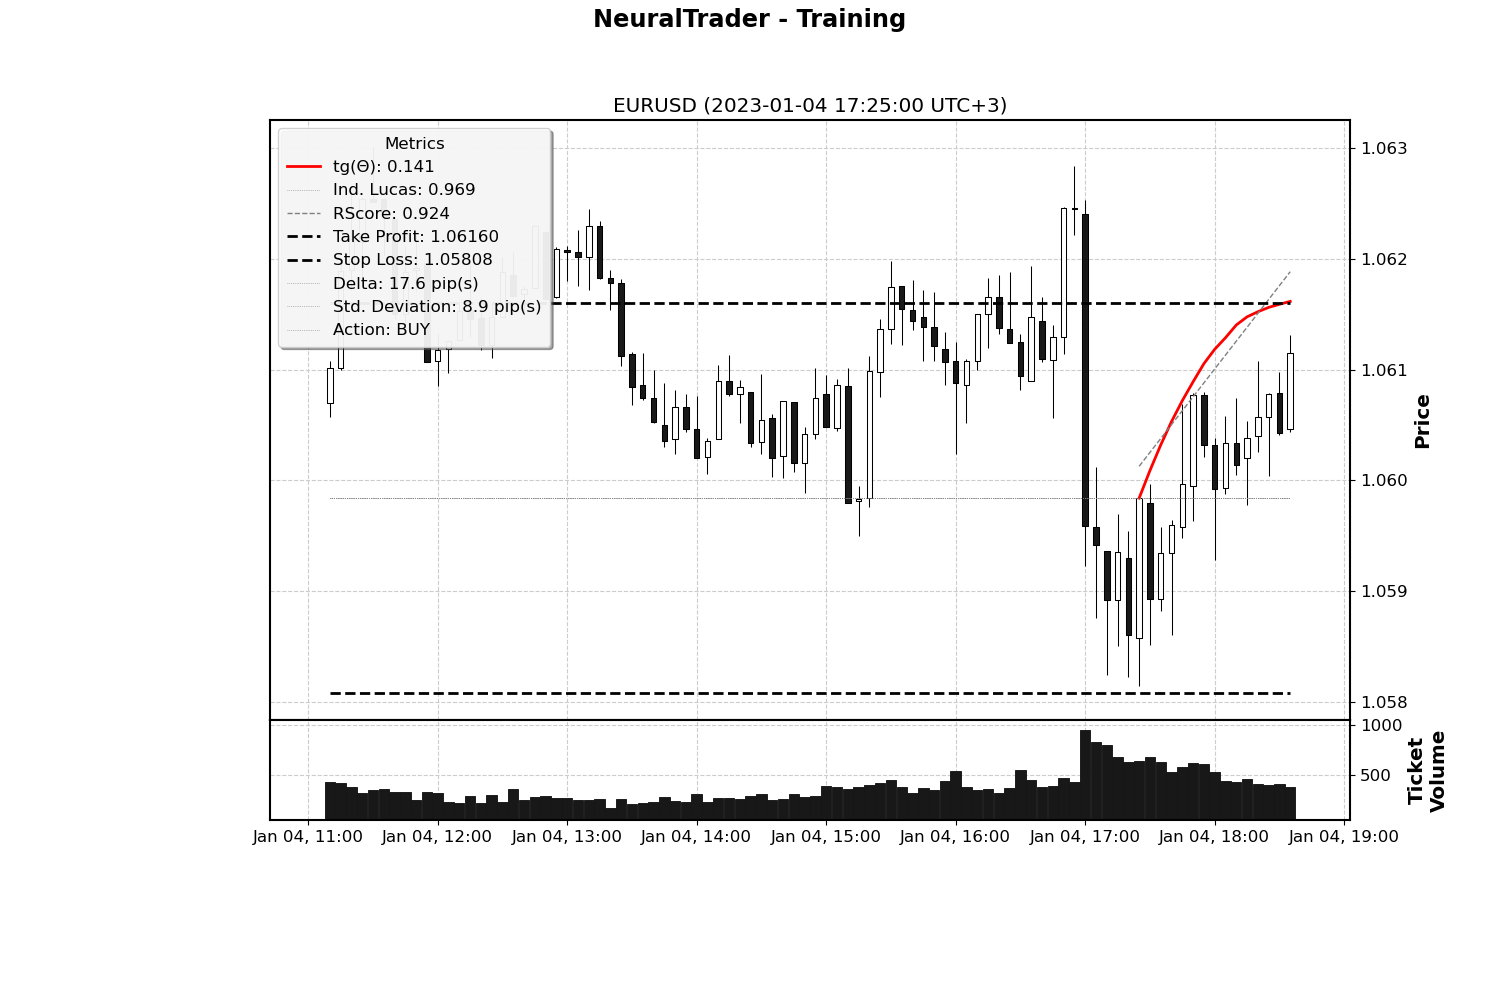 NeuralTrader - Training
EURUSD (2023-01-04 17:25:00 UTC+3)
Metrics
tg(Θ): 0.141
Ind. Lucas: 0.969
RScore: 0.924
Take Profit: 1.06160
Stop Loss: 1.05808
Delta: 17.6 pip(s)
Std. Deviation: 8.9 pip(s)
Action: BUY
1.063
1.062
1.061
1.060
1.059
1.058
Price
1000
500
Ticket
Volume
Jan 04, 11:00 Jan 04, 12:00 Jan 04, 13:00 Jan 04, 14:00 Jan 04, 15:00 Jan 04, 16:00 Jan 04, 17:00 Jan 04, 18:00 Jan 04, 19:00